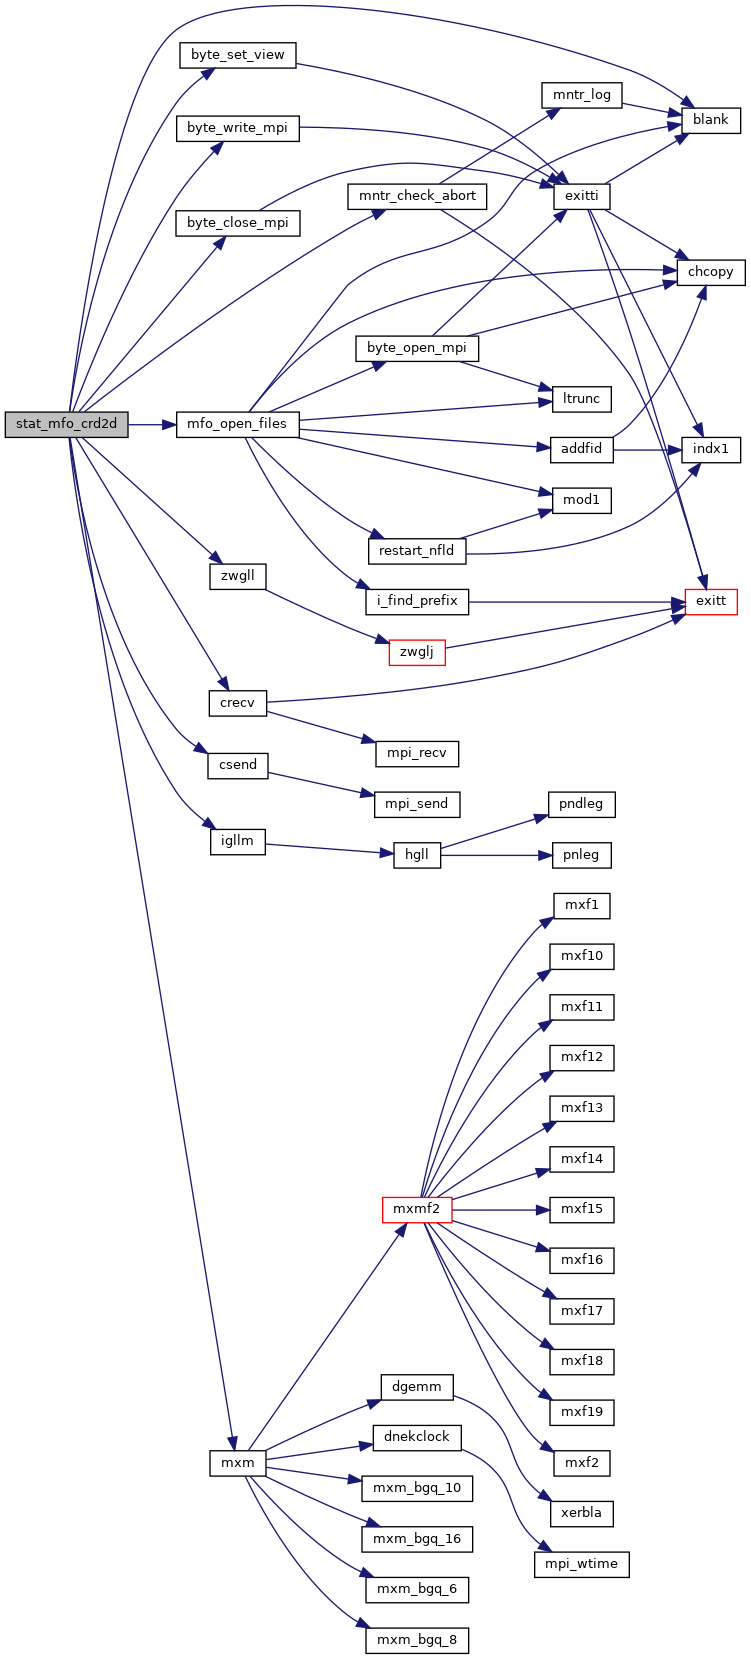 stat_mfo_crd2d
byte_set_view
byte_write_mpi
byte_close_mpi
mntr_check_abort
mntr_log
blank
exitti
chcopy
byte_open_mpi
mfo_open_files
ltrunc
addfid
indx1
mod1
restart_nfld
i_find_prefix
exitt
zwgll
zwglj
crecv
mpi_recv
csend
mpi_send
igllm
hgll
pndleg
pnleg
mxf1
mxf10
mxf11
mxf12
mxf13
mxf14
mxmf2
mxf15
mxf16
mxf17
mxf18
mxf19
mxf2
dgemm
dnekclock
mxm
mxm_bgq_10
mxm_bgq_16
mxm_bgq_6
mxm_bgq_8
xerbla
mpi_wtime